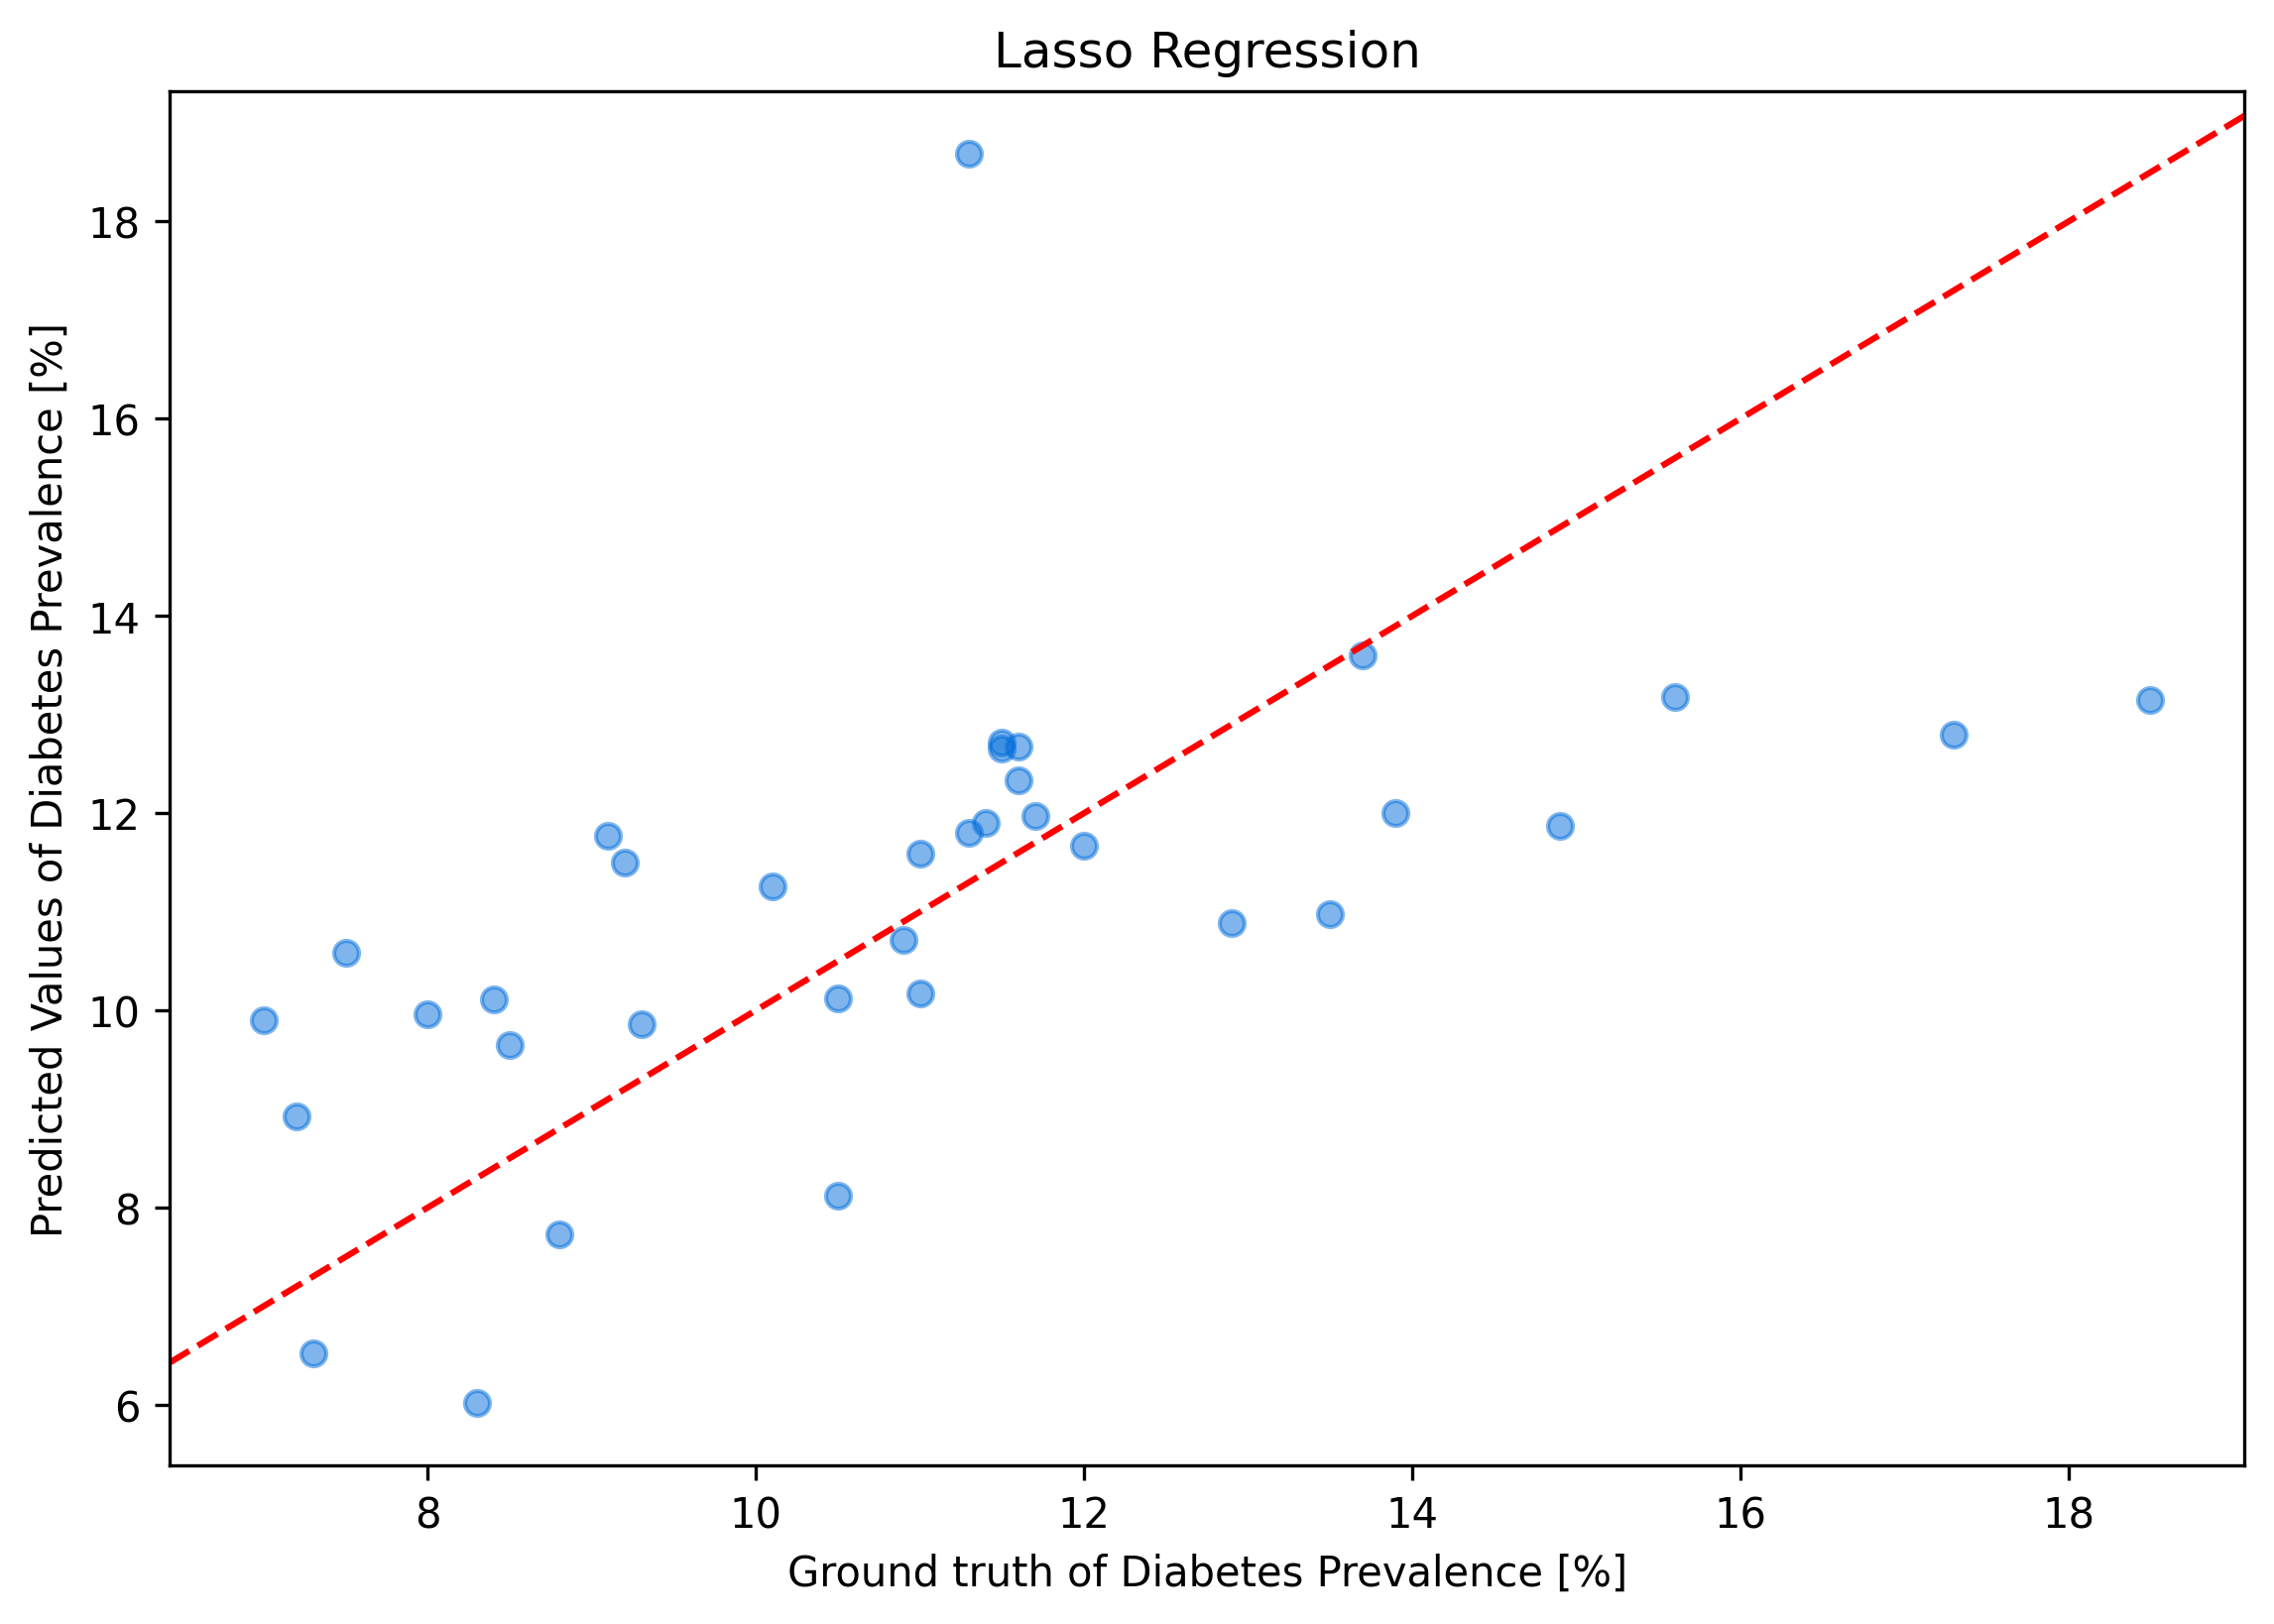 Lasso Regression
Predicted Values of Diabetes Prevalence [%]
18
16
14
12
10
8
6
8 10 12 14 16 18
Ground truth of Diabetes Prevalence [%]